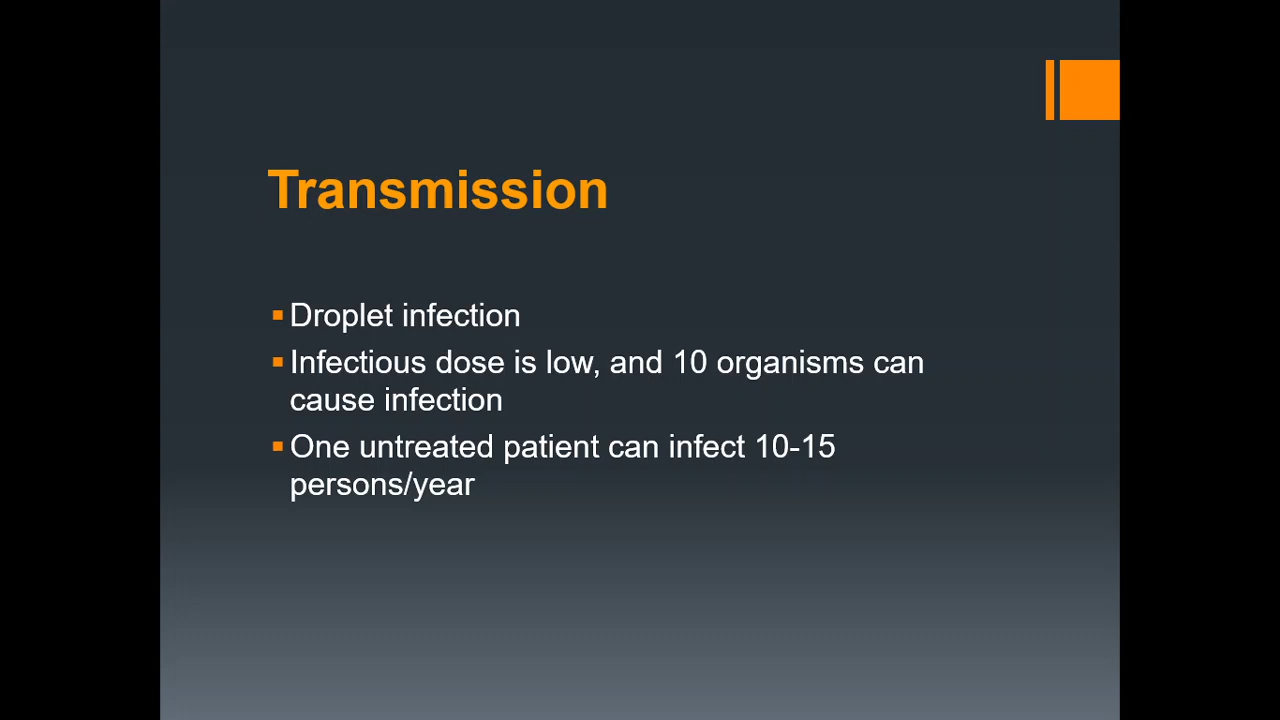 Transmission
Droplet infection
Infectious dose is low, and 10 organisms can
cause infection
One untreated patient can infect 10-15
persons/year